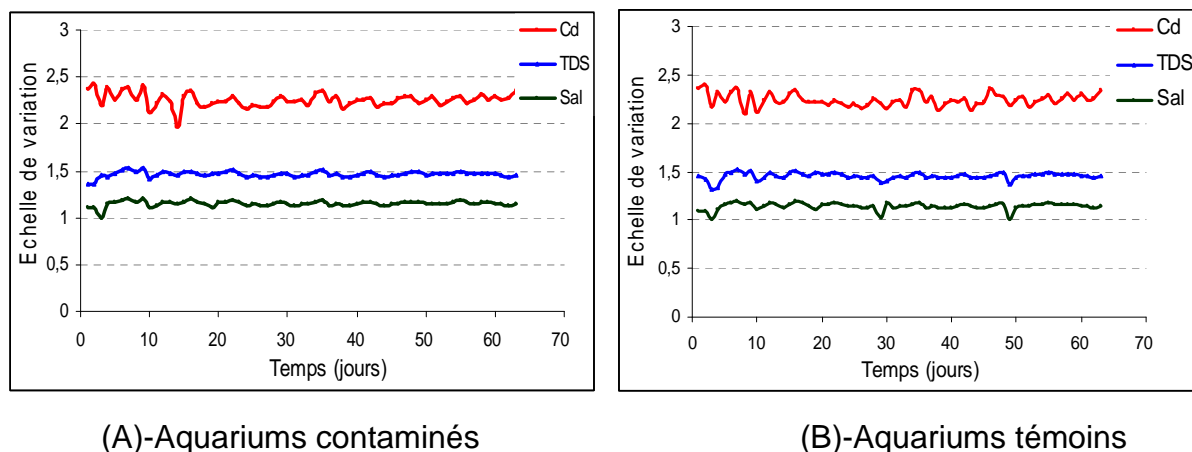 3
2,5
2
1,5
1
0,5
0
Echelle de variation
0 10 20 30 40 50 60 70
Temps (jours)
Cd
TDS
Sal
(A)-Aquariums contaminés
3
2,5
2
1,5
1
0,5
0
Echelle de variation
0 10 20 30 40 50 60 70
Temps (jours)
Cd
TDS
Sal
(B)-Aquariums témoins